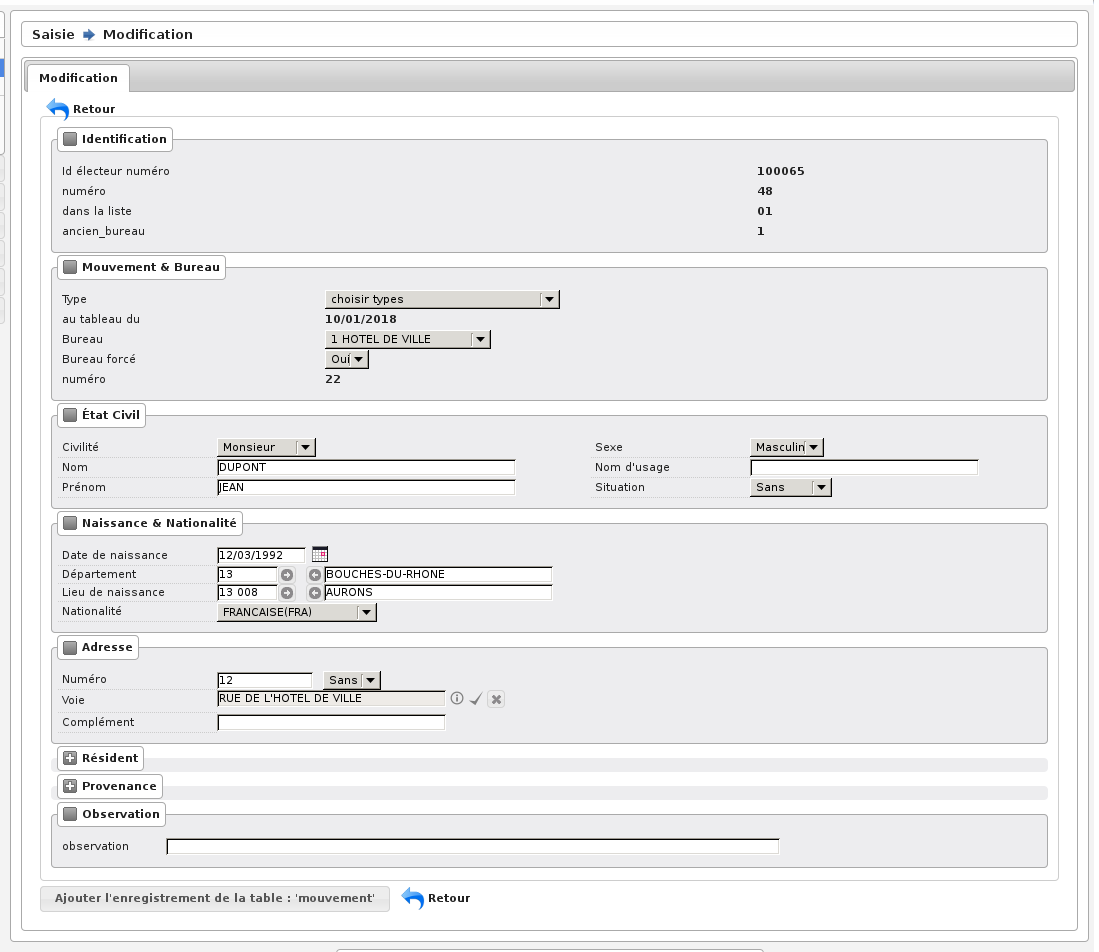 Saisie Modification
Modification
Retour
Identification
Id électeur numéro 100065
numéro 48
dans la liste 01
ancien_bureau 1
Mouvement & Bureau
Type choisir types
au tableau du 10/01/2018
Bureau 1 HOTEL DE VILLE
Bureau forcé Oui
numéro 22
État Civil
Civilité Monsieur Sexe Masculin
Nom DUPONT Nom d'usage
Prénom JEAN Situation Sans
Naissance & Nationalité
Date de naissance 12/03/1992
Département 13 BOUCHES-DU-RHONE
Lieu de naissance 13 008 AURONS
Nationalité FRANCAISE(FRA)
Adresse
Numéro 12 Sans
Voie RUE DE L'HOTEL DE VILLE
Complément
Résident
Provenance
Observation
observation
Ajouter l'enregistrement de la table : 'mouvement' Retour